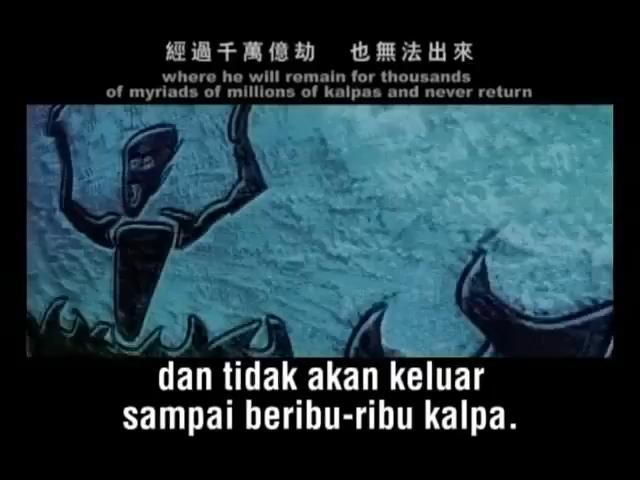 經過千萬億劫 也無法出來
where he will remain for thousands
of myriads of millions of kalpas and never return
dan tidak akan keluar
sampai beribu-ribu kalpa.